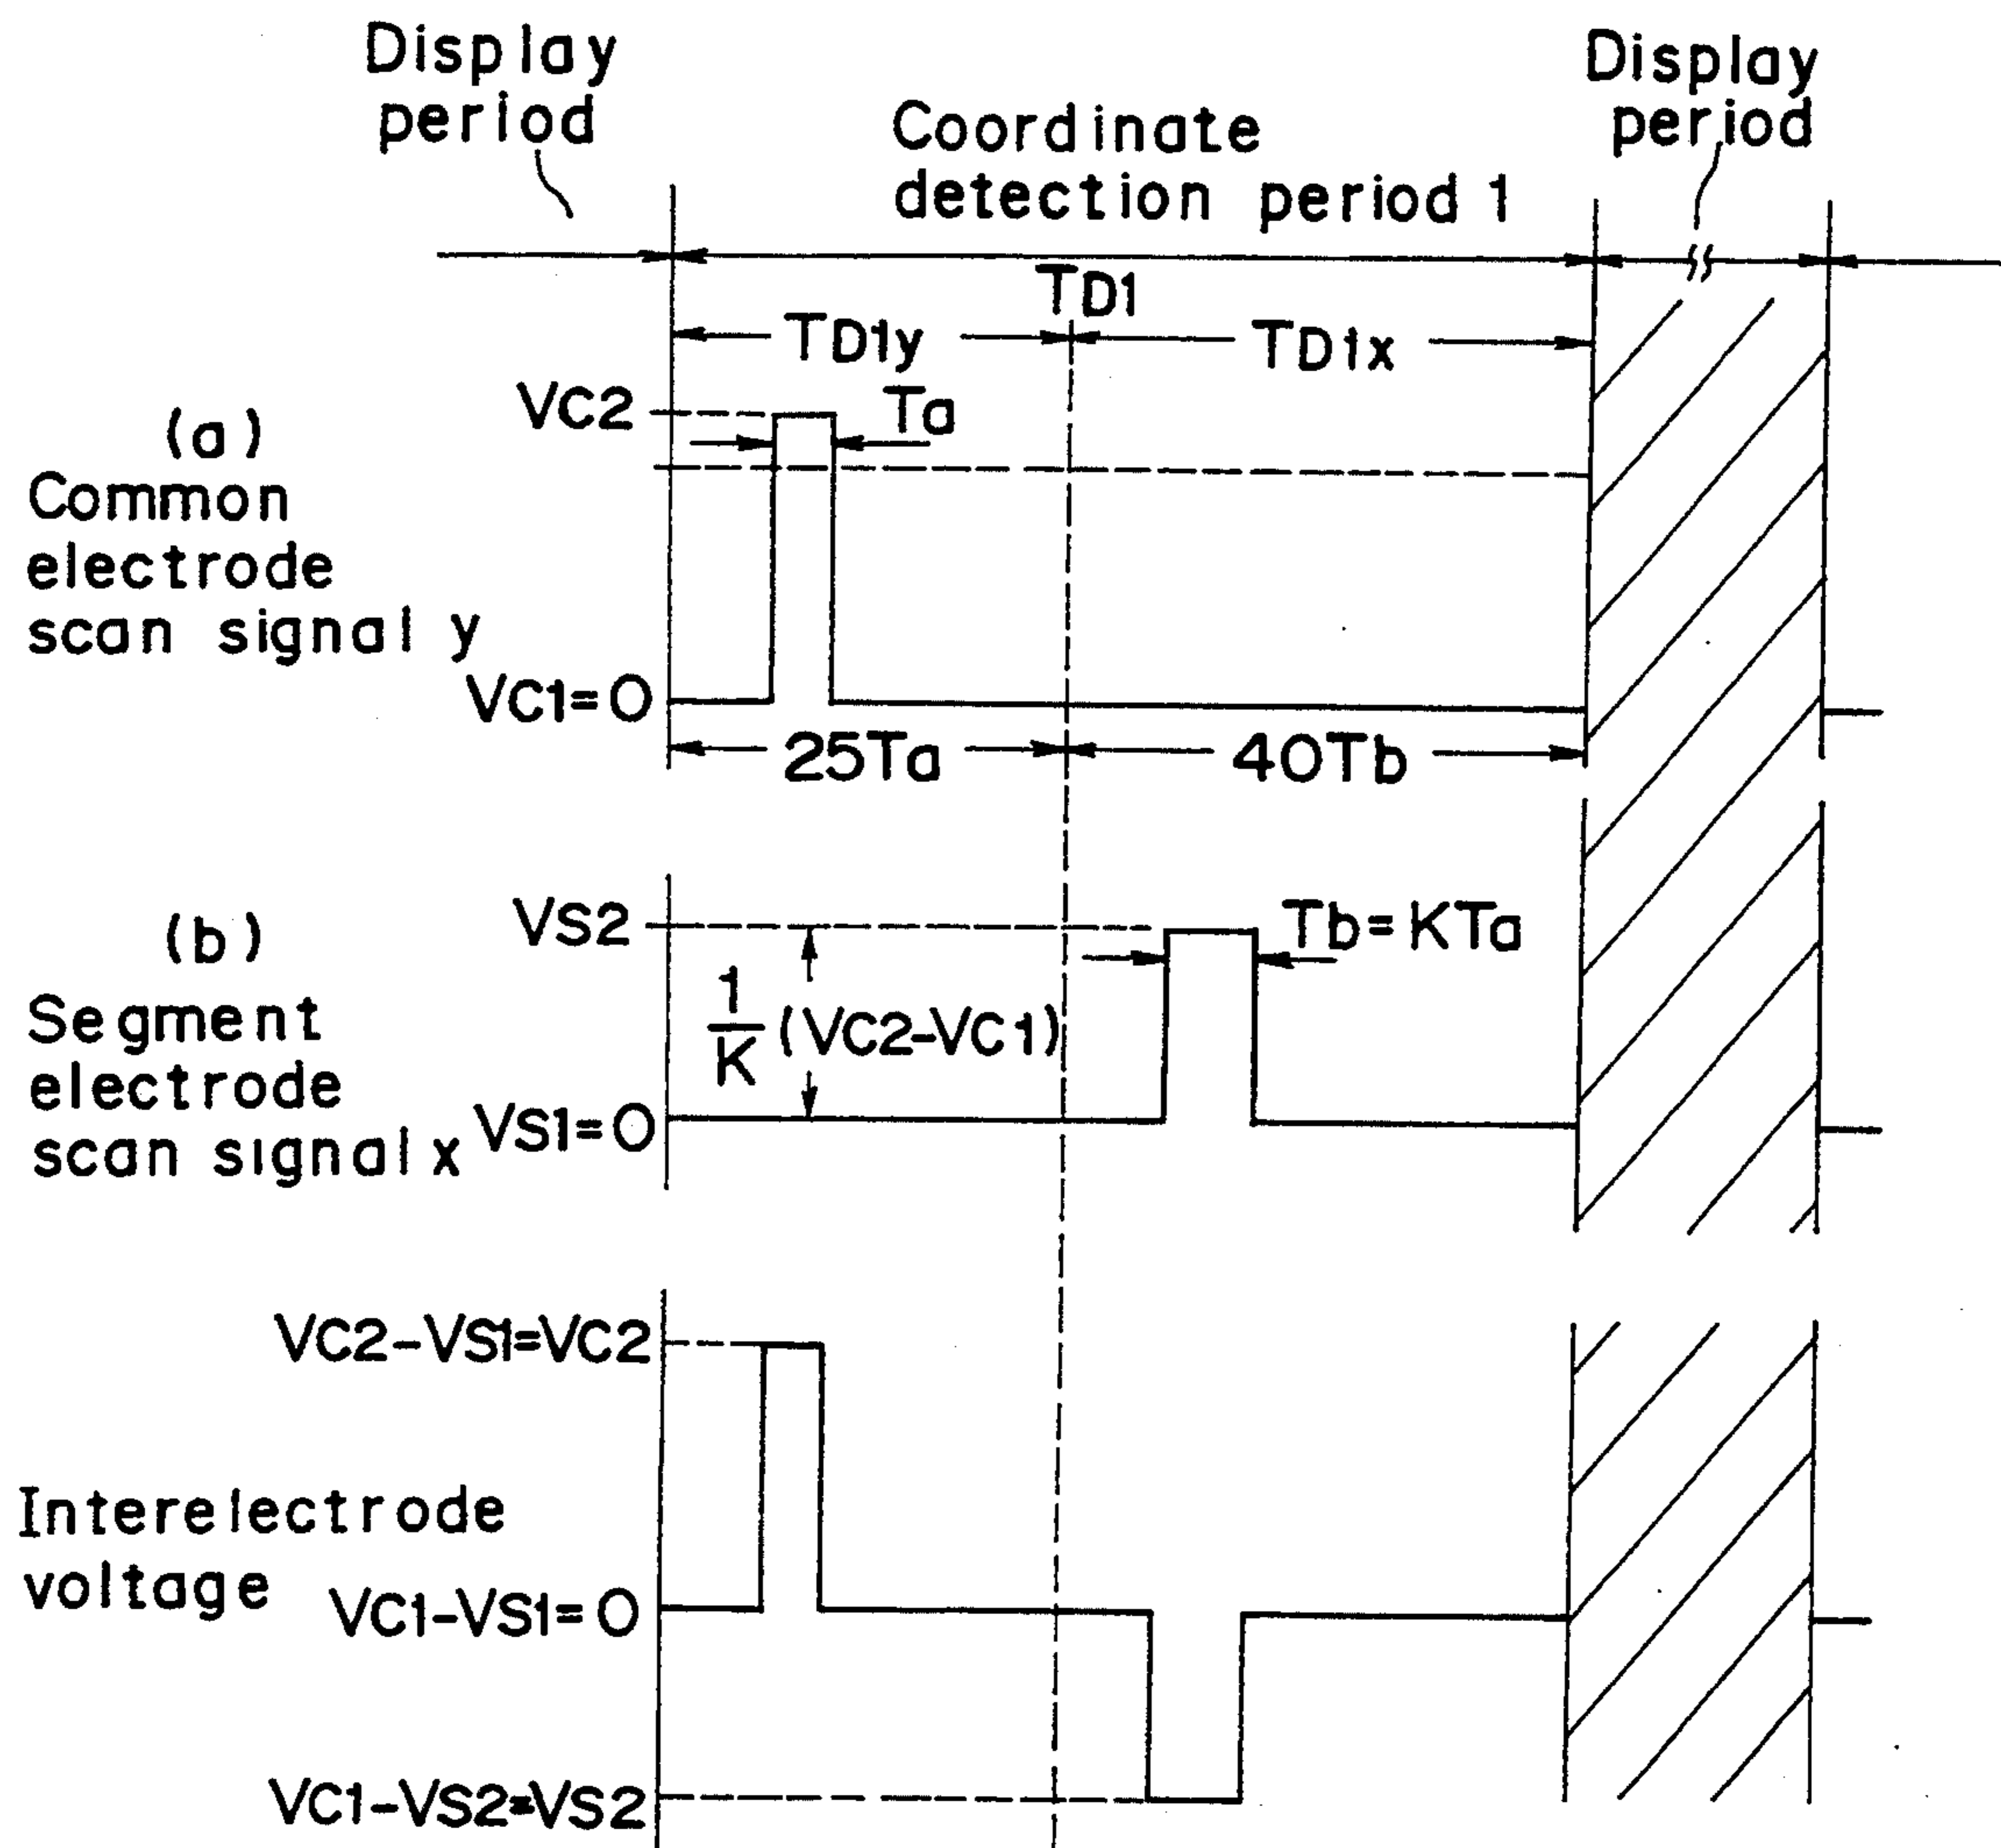 Display
period
Display
period
Coordinate
detection period 1
TD1
TD1y
TD1x
VC2
Ta
(a)
Common
electrode
scan signal y
VC1=0
25Ta
40Tb
(b)
Segment
electrode
scan signal x
VS2
Tb=KTa
1
K
(VC2-VC1)
VS1=0
VC2-VS1=VC2
Interelectrode
voltage
VC1-VS1=0
VC1-VS2=VS2